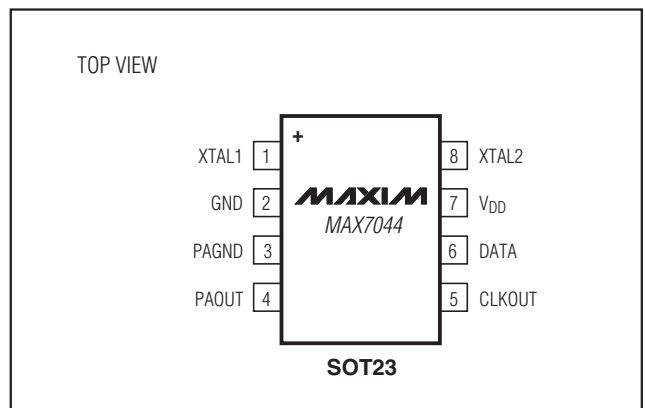 TOP VIEW
+
XTAL1 1
8 XTAL2
GND 2
MAXIM
7 VDD
MAX7044
PAGND 3
6 DATA
PAOUT 4
5 CLKOUT
SOT23